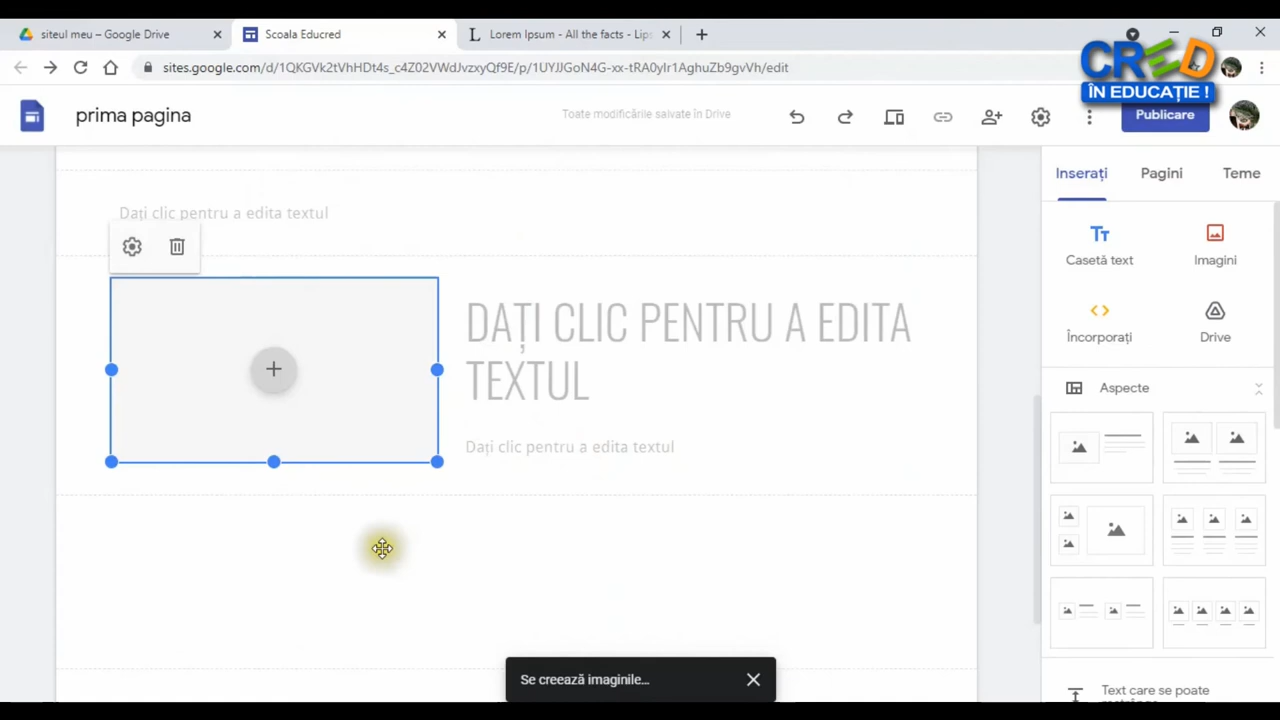 siteul meu – Google Drive
Scoala Educred
Lorem Ipsum - All the facts - Lips
sites.google.com/d/1QKGVk2tVhHDt4s_c4Z02VWdJvzxyQf9E/p/1UYJJGoN4G-xx-tRA0yIr1AghuZb9gvVh/edit
CRED
ÎN EDUCAȚIE !
prima pagina
Toate modificările salvate în Drive
Publicare
Inserați
Pagini
Teme
Dați clic pentru a edita textul
Tt
Casetă text
Imagini
Încorporați
Drive
DAȚI CLIC PENTRU A EDITA
TEXTUL
Dați clic pentru a edita textul
Aspecte
Se creează imaginile...
Text care se poate